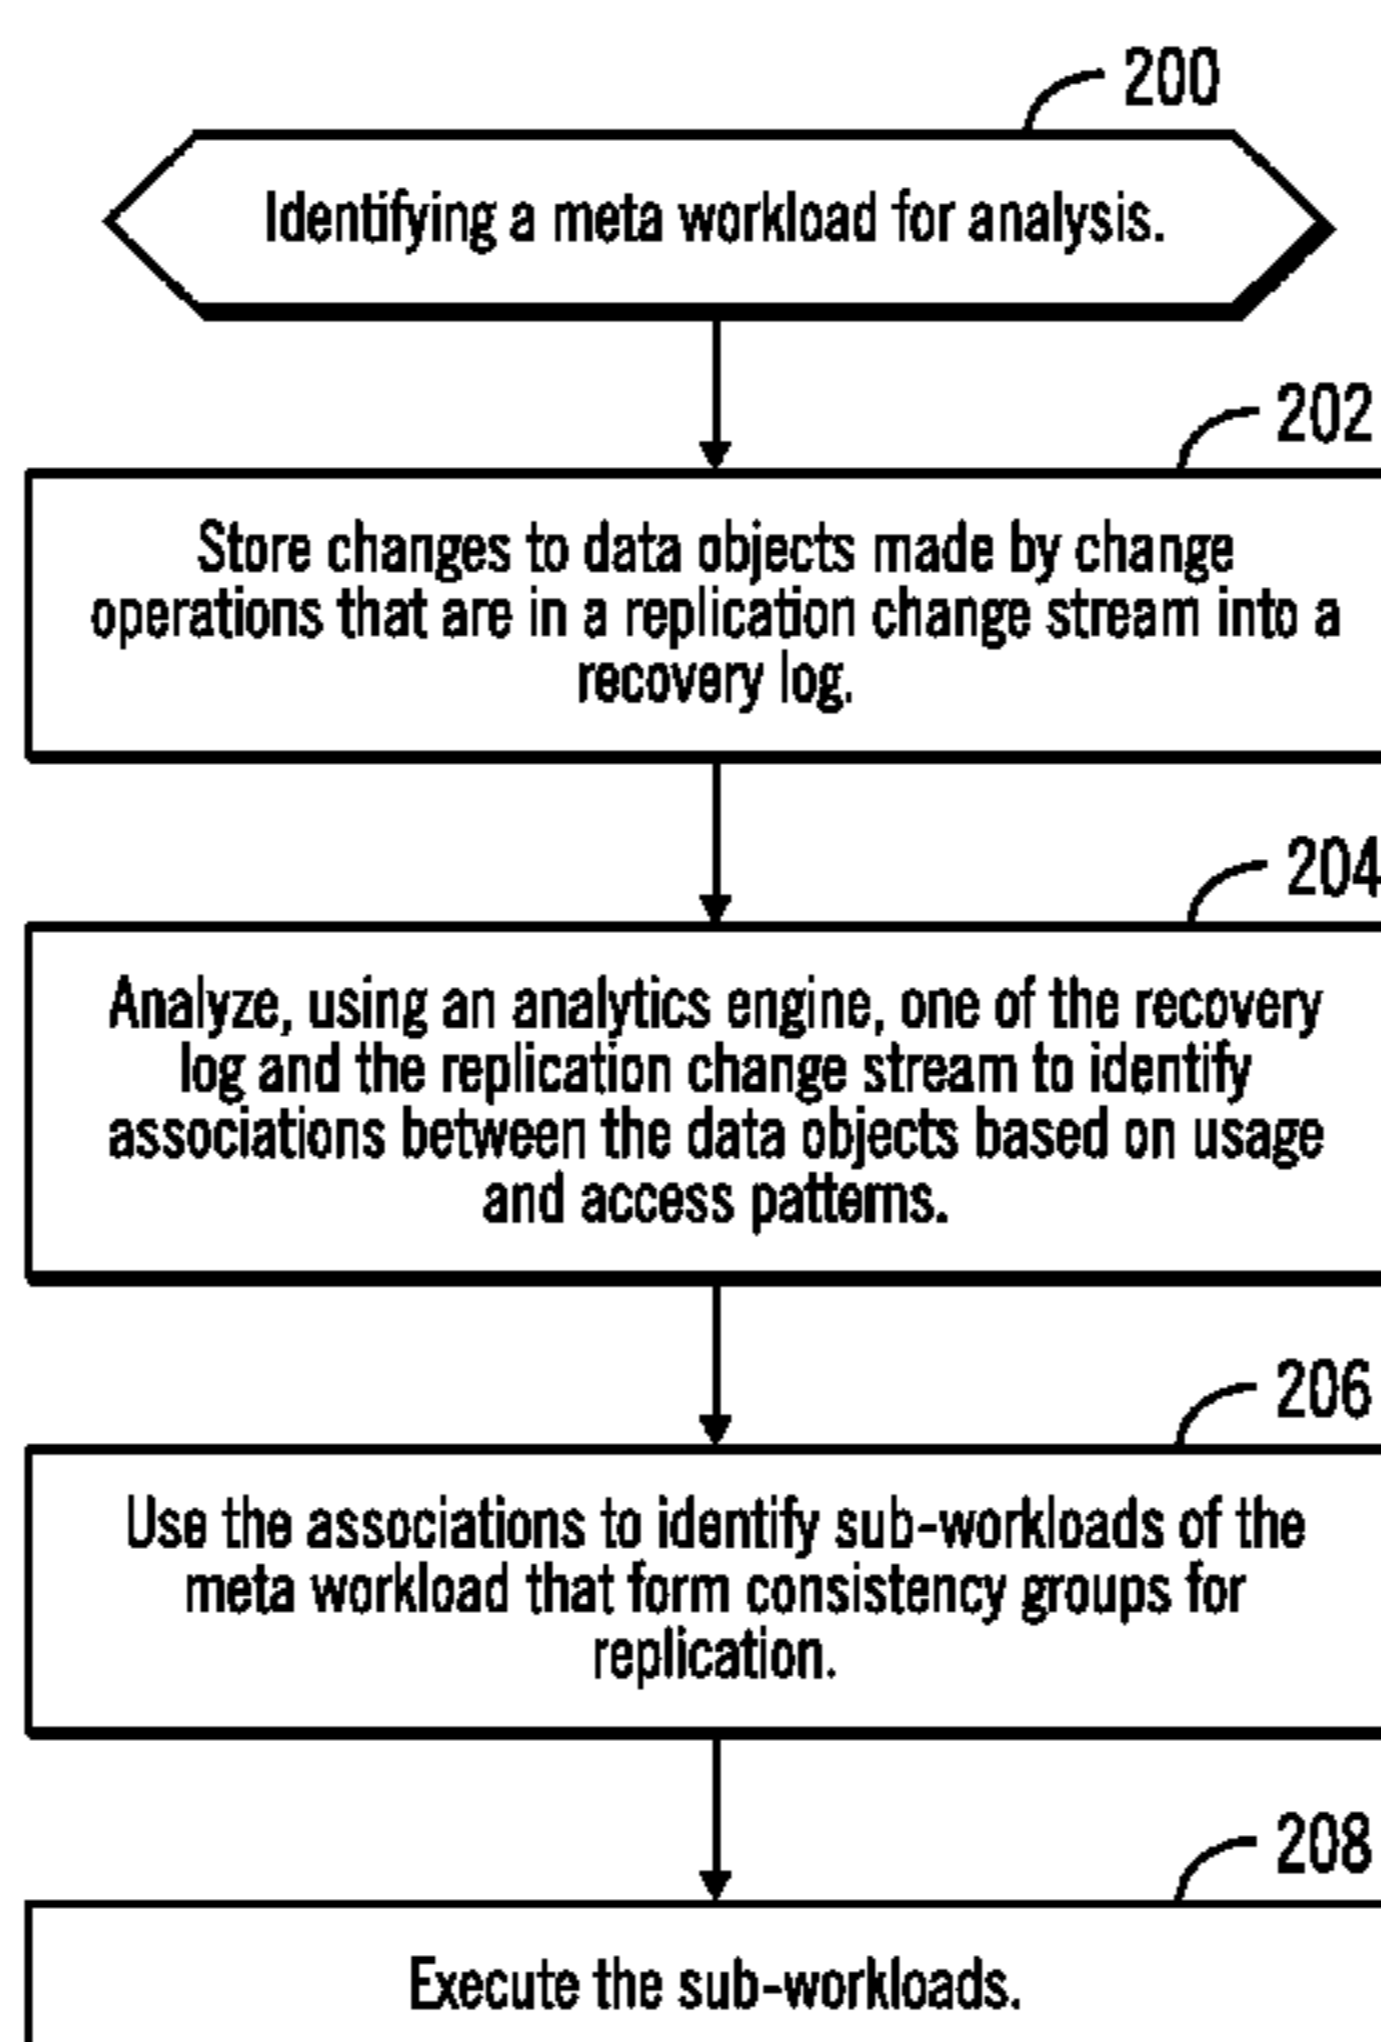 200
Identifying a meta workload for analysis.
202
Store changes to data objects made by change
operations that are in a replication change stream into a
recovery log.
204
Analyze, using an analytics engine, one of the recovery
log and the replication change stream to identify
associations between the data objects based on usage
and access patterns.
206
Use the associations to identify sub-workloads of the
meta workload that form consistency groups for
replication.
208
Execute the sub-workloads.